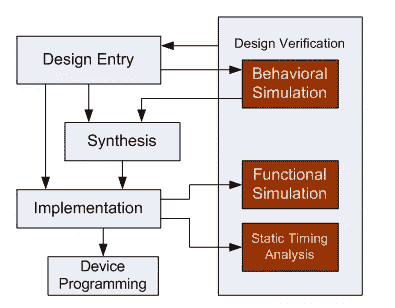 Design Verification
Design Entry
Behavioral
Simulation
Synthesis
Functional
Simulation
Implementation
Static Timing
Analysis
Device
Programming